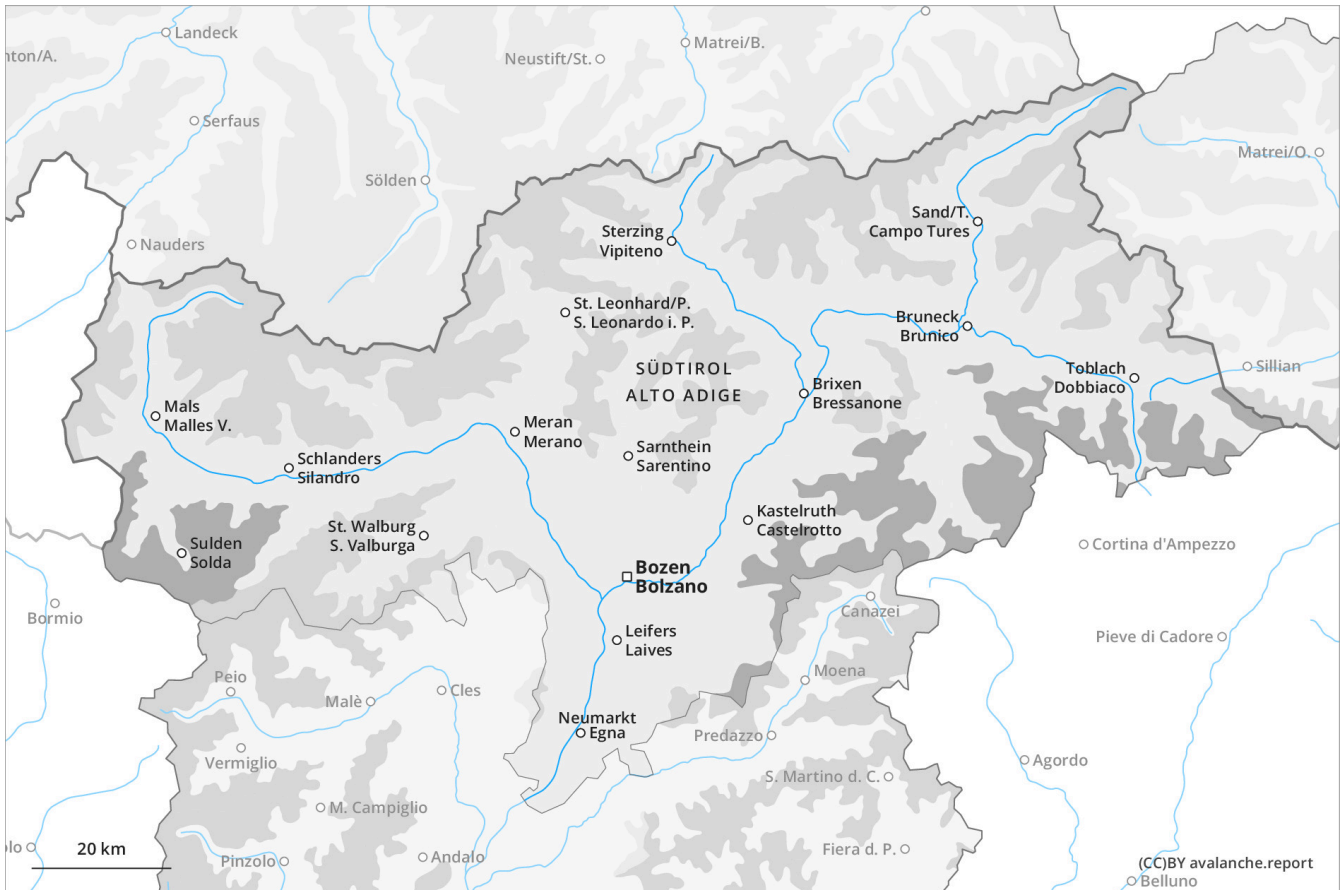 Landeck
nton/A.
Matrei/B.
Neustift/St.
Serfaus
Matrei/O.
Sölden
Sand/T.
Campo Tures
Sterzing
Vipiteno
Nauders
St. Leonhard/P.
S. Leonardo i. P.
Bruneck
Brunico
SÜDTIROL
ALTO ADIGE
Toblach
Dobbiaco
Sillian
Brixen
Bressanone
Mals
Malles V.
Meran
Merano
Schlanders
Silandro
Sarnthein
Sarentino
Kastelruth
Castelrotto
St. Walburg
S. Valburga
Sulden
Solda
Cortina d'Ampezzo
Bozen
Bolzano
Bormio
Canazei
Leifers
Laives
Pieve di Cadore
Peio
Malè
Cles
Moena
Neumarkt
Egna
Predazzo
Vermiglio
Agordo
S. Martino d. C.
M. Campiglio
olo
20 km
Pinzolo
Andalo
Fiera d. P.
(CC)BY avalanche.report
Belluno